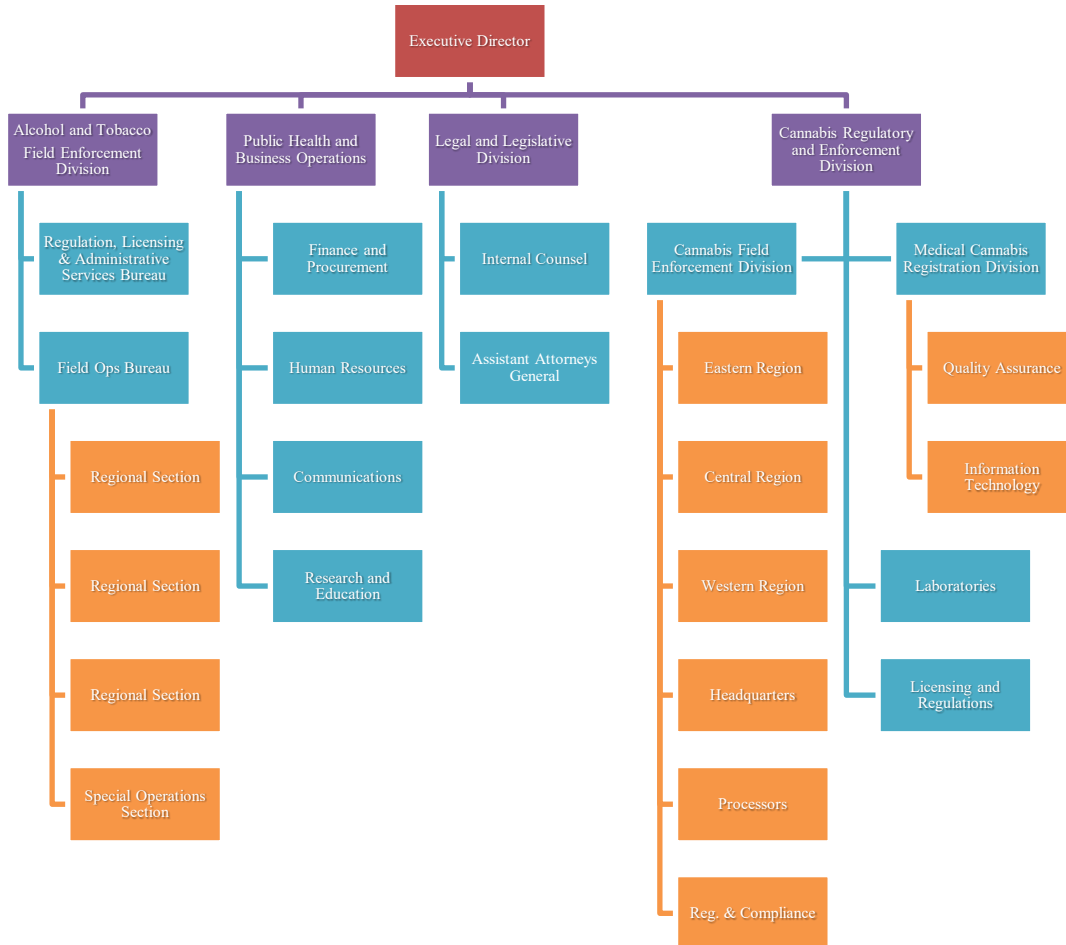 Executive Director
Alcohol and Tobacco
Field Enforcement
Division
Public Health and
Business Operations
Legal and Legislative
Division
Cannabis Regulatory
and Enforcement
Division
Regulation, Licensing
& Administrative
Services Bureau
Finance and
Procurement
Internal Counsel
Cannabis Field
Enforcement Division
Medical Cannabis
Registration Division
Field Ops Bureau
Human Resources
Assistant Attorneys
General
Eastern Region
Quality Assurance
Regional Section
Communications
Central Region
Information
Technology
Regional Section
Research and
Education
Western Region
Laboratories
Regional Section
Headquarters
Licensing and
Regulations
Special Operations
Section
Processors
Reg. & Compliance